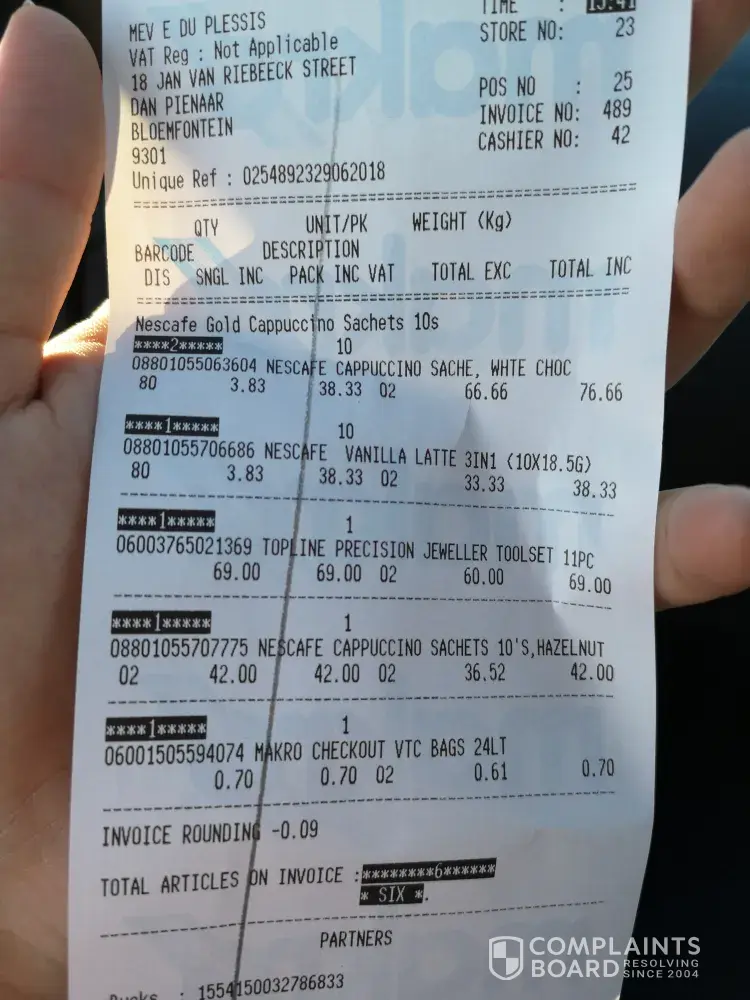 TIME : 15:41
MEV E DU PLESSIS
STORE NO: 23
VAT Reg : Not Applicable
18 JAN VAN RIEBEECK STREET
POS NO : 25
DAN PIENAAR
INVOICE NO: 489
BLOEMFONTEIN
CASHIER NO: 42
9301
Unique Ref : 0254892329062018
QTY UNIT/PK WEIGHT (Kg)
BARCODE DESCRIPTION
DIS SNGL INC PACK INC VAT TOTAL EXC TOTAL INC
Nescafe Gold Cappuccino Sachets 10s
****2***** 10
08801055063604 NESCAFE CAPPUCCINO SACHE, WHTE CHOC
80 3.83 38.33 02 66.66 76.66
****1***** 10
08801055706686 NESCAFE VANILLA LATTE 3IN1 (10X18.5G)
80 3.83 38.33 02 33.33 38.33
****1***** 1
06003765021369 TOPLINE PRECISION JEWELLER TOOLSET 11PC
69.00 69.00 02 60.00 69.00
****1***** 1
08801055707775 NESCAFE CAPPUCCINO SACHETS 10'S,HAZELNUT
02 42.00 42.00 02 36.52 42.00
****1***** 1
06001505594074 MAKRO CHECKOUT VTC BAGS 24LT
0.70 0.70 02 0.61 0.70
INVOICE ROUNDING -0.09
TOTAL ARTICLES ON INVOICE :********6******
* SIX *.
PARTNERS
: 1554150032786833
COMPLAINTS
BOARD RESOLVING
SINCE 2004